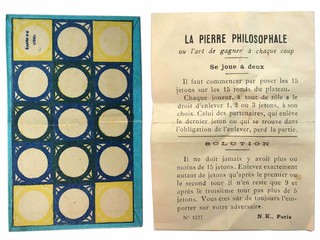 LA PIERRE PHILOSOPHALE
ou l'art de gagner à chaque coup
Se joue à deux
Il faut commencer par poser les 15
jetons sur les 15 ronds du plateau.
Chaque joueur, à tour de rôle a le
droit d'enlever 1, 2 ou 3 jetons, à son
choix. Celui des partenaires, qui enlève
le dernier jeton ou qui se trouve dans
l'obligation de l'enlever, perd la partie.
SOLUTION
Il ne doit jamais y avoir plus ou
moins de 15 jetons. Enlevez exactement
autant de jetons qu'après le premier ou
le second tour il n'en reste que 9 et
après le troisième tout pas plus de 5
jetons. Vous êtes sûr de toujours l'em-
porter sur votre adversaire.
N.K. Paris